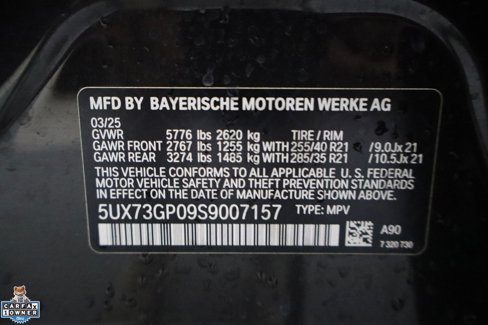 MFD BY BAYERISCHE MOTOREN WERKE AG
03/25
GVWR 5776 lbs 2620 kg TIRE / RIM
GAWR FRONT 2767 lbs 1255 kg WITH 255/40 R21 /9.0Jx 21
GAWR REAR 3274 lbs 1485 kg WITH 285/35 R21 /10.5Jx 21
THIS VEHICLE CONFORMS TO ALL APPLICABLE U. S. FEDERAL
MOTOR VEHICLE SAFETY, BUMPER, AND THEFT PREVENTION STANDARDS
IN EFFECT ON THE DATE OF MANUFACTURE SHOWN ABOVE.
5UX73GP09S9007157 TYPE: MPV
A90
7 320 730
CARFAX
1 OWNER